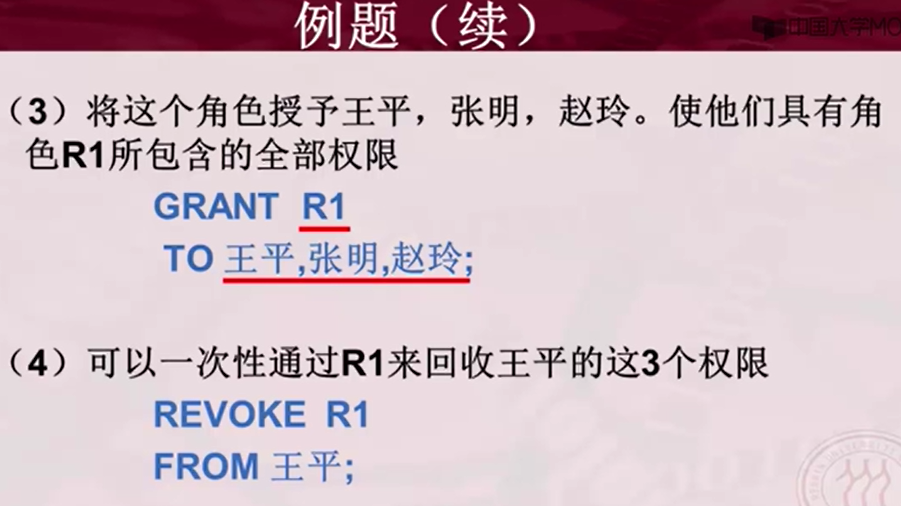 例题（续）
中国大学MO
（3）将这个角色授予王平，张明，赵玲。使他们具有角
色R1所包含的全部权限
GRANT R1
TO 王平,张明,赵玲;
（4）可以一次性通过R1来回收王平的这3个权限
REVOKE R1
FROM 王平;